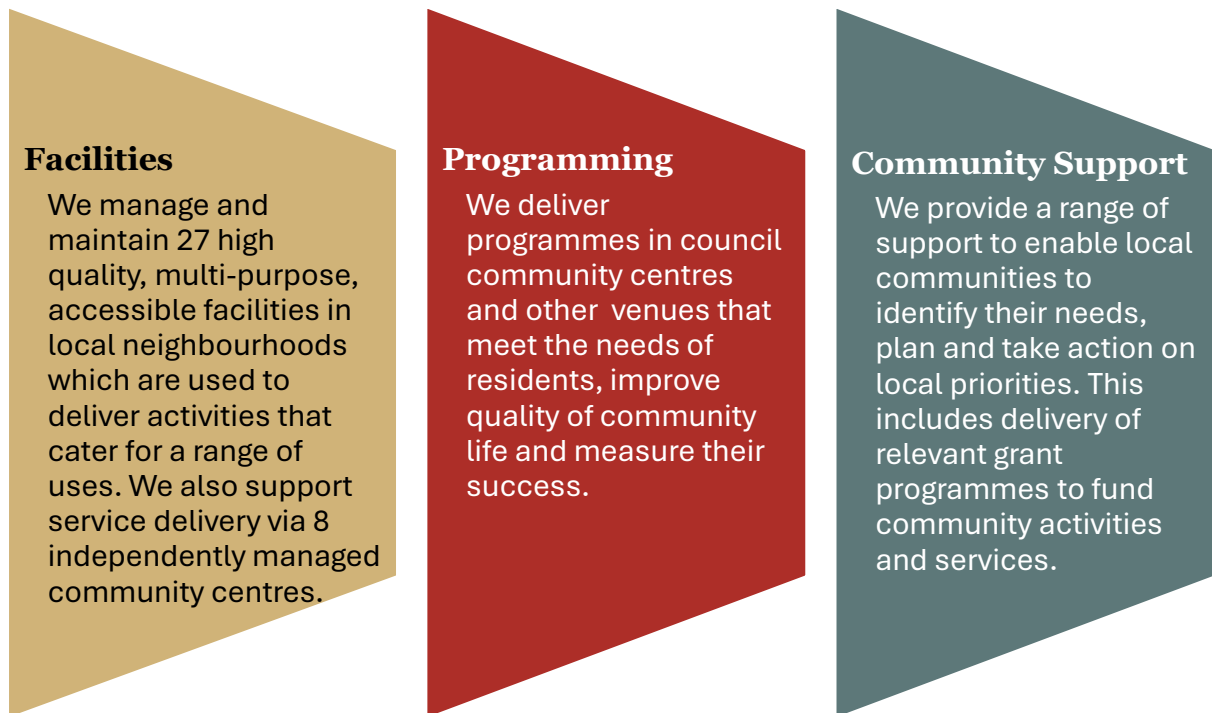 Facilities
We manage and
maintain 27 high
quality, multi-purpose,
accessible facilities in
local neighbourhoods
which are used to
deliver activities that
cater for a range of
uses. We also support
service delivery via 8
independently managed
community centres.
Programming
We deliver
programmes in council
community centres
and other  venues that
meet the needs of
residents, improve
quality of community
life and measure their
success.
Community Support
We provide a range of
support to enable local
communities to
identify their needs,
plan and take action on
local priorities. This
includes delivery of
relevant grant
programmes to fund
community activities
and services.